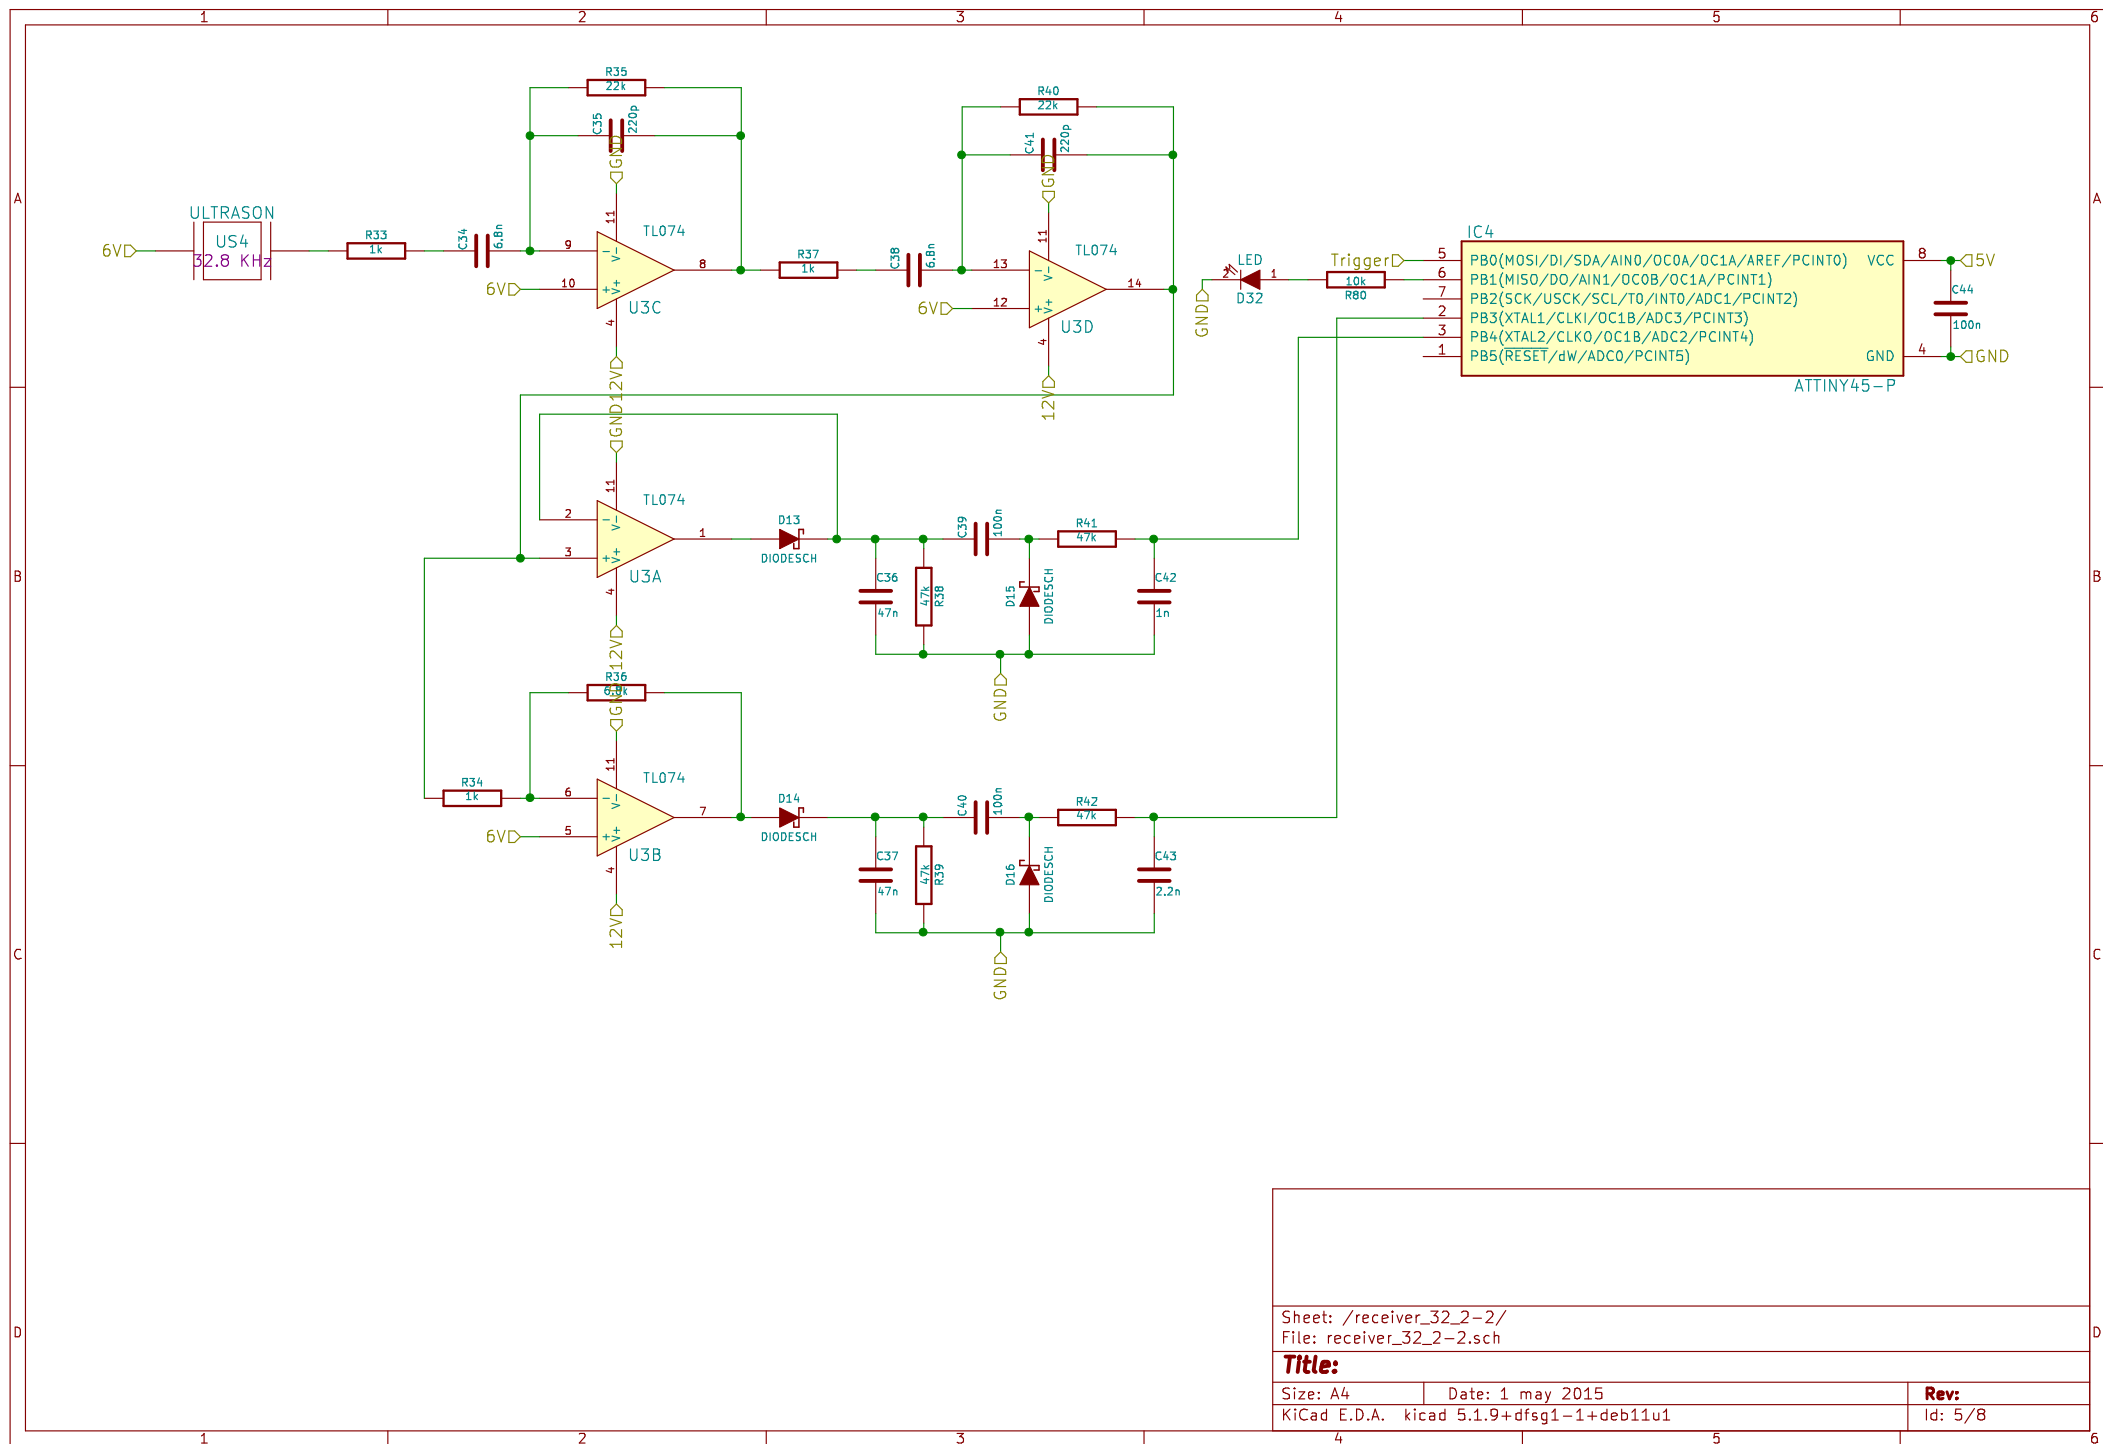 1 2 3 4 5 6
A
B
C
D
A
B
C
D
R35
22k
C35
220p
GND
11
ULTRASON
US4
32.8 KHz
6V
R33
1k
C34
6.8n
9
10
6V
V-
V+
TL074
8
U3C
4
12V
R37
1k
C38
6.8n
R40
22k
C41
220p
GND
11
13
12
6V
V-
V+
TL074
14
U3D
4
12V
LED
2
1
D32
GND
Trigger
10k
R80
IC4
5 PB0(MOSI/DI/SDA/AIN0/OC0A/OC1A/AREF/PCINT0) VCC 8
6 PB1(MISO/DO/AIN1/OC0B/OC1A/PCINT1)
7 PB2(SCK/USCK/SCL/T0/INT0/ADC1/PCINT2)
2 PB3(XTAL1/CLKI/OC1B/ADC3/PCINT3)
3 PB4(XTAL2/CLKO/OC1B/ADC2/PCINT4)
1 PB5(RESET/dW/ADC0/PCINT5) GND 4
ATTINY45-P
5V
C44
100n
GND
GND
11
2
3
V-
V+
TL074
1
U3A
4
12V
D13
DIODESCH
C36
47n
47k
R38
C39
100n
D15
DIODESCH
R41
47k
C42
1n
GND
R36
GND
11
R34
1k
6
5
6V
V-
V+
TL074
7
U3B
4
12V
D14
DIODESCH
C37
47n
47k
R39
C40
100n
D16
DIODESCH
R42
47k
C43
2.2n
GND
Sheet: /receiver_32_2-2/
File: receiver_32_2-2.sch
Title:
Size: A4 Date: 1 may 2015 Rev:
KiCad E.D.A. kicad 5.1.9+dfsg1-1+deb11u1 Id: 5/8
1 2 3 4 5 6